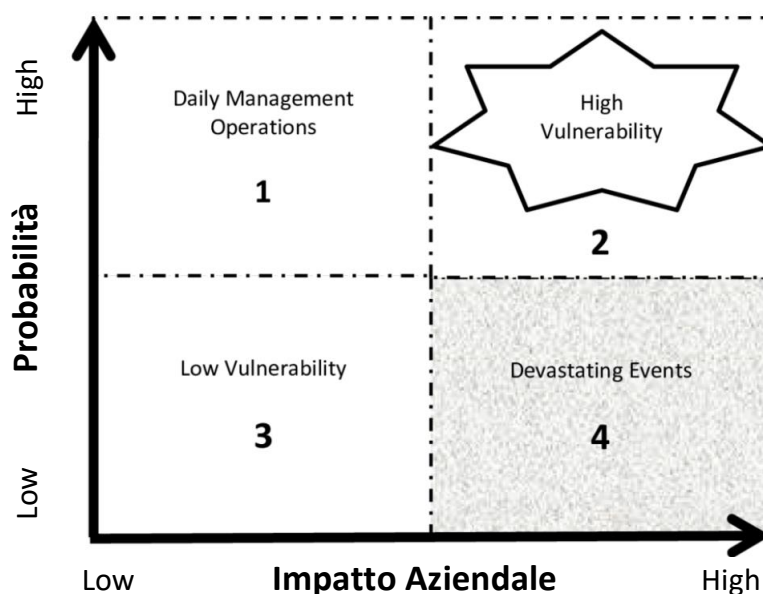 High
Probabilità
Low
Daily Management
Operations
1
High
Vulnerability
2
Low Vulnerability
3
Devastating Events
4
Low
Impatto Aziendale
High